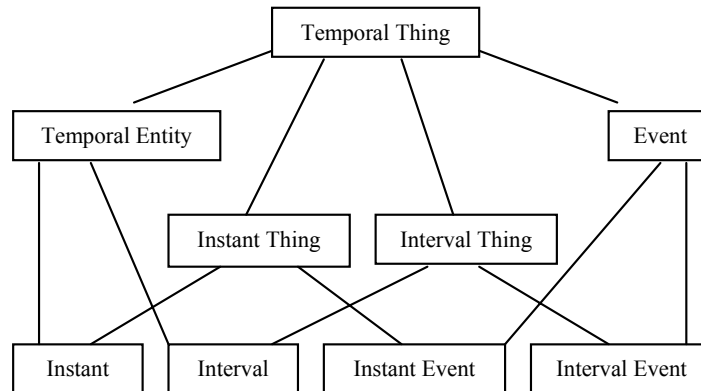 Temporal Thing
Temporal Entity
Event
Instant Thing
Interval Thing
Instant
Interval
Instant Event
Interval Event